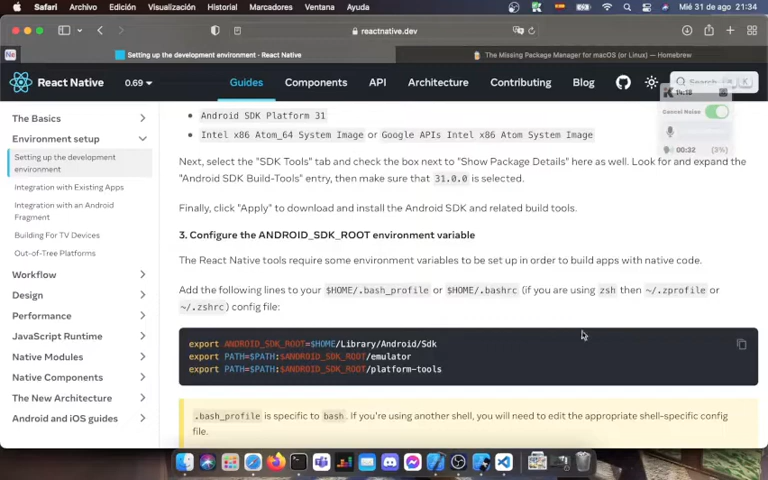 Safari Archivo Edición Visualización Historial Marcadores Ventana Ayuda Mié 31 de ago 21:34
reactnative.dev
Setting up the development environment · React Native
The Missing Package Manager for macOS (or Linux) — Homebrew
React Native 0.69 Guides Components API Architecture Contributing Blog Search K
14:18
Cancel Noise
00:32 (3%)
The Basics
Environment setup
Setting up the development
environment
Integration with Existing Apps
Integration with an Android
Fragment
Building For TV Devices
Out-of-Tree Platforms
Workflow
Design
Performance
JavaScript Runtime
Native Modules
Native Components
The New Architecture
Android and iOS guides
Android SDK Platform 31
Intel x86 Atom_64 System Image or Google APIs Intel x86 Atom System Image
Next, select the "SDK Tools" tab and check the box next to "Show Package Details" here as well. Look for and expand the
"Android SDK Build-Tools" entry, then make sure that 31.0.0 is selected.
Finally, click "Apply" to download and install the Android SDK and related build tools.
3. Configure the ANDROID_SDK_ROOT environment variable
The React Native tools require some environment variables to be set up in order to build apps with native code.
Add the following lines to your $HOME/.bash_profile or $HOME/.bashrc (if you are using zsh then ~/.zprofile or
~/.zshrc) config file:
export ANDROID_SDK_ROOT=$HOME/Library/Android/Sdk
export PATH=$PATH:$ANDROID_SDK_ROOT/emulator
export PATH=$PATH:$ANDROID_SDK_ROOT/platform-tools
.bash_profile is specific to bash. If you're using another shell, you will need to edit the appropriate shell-specific config
file.